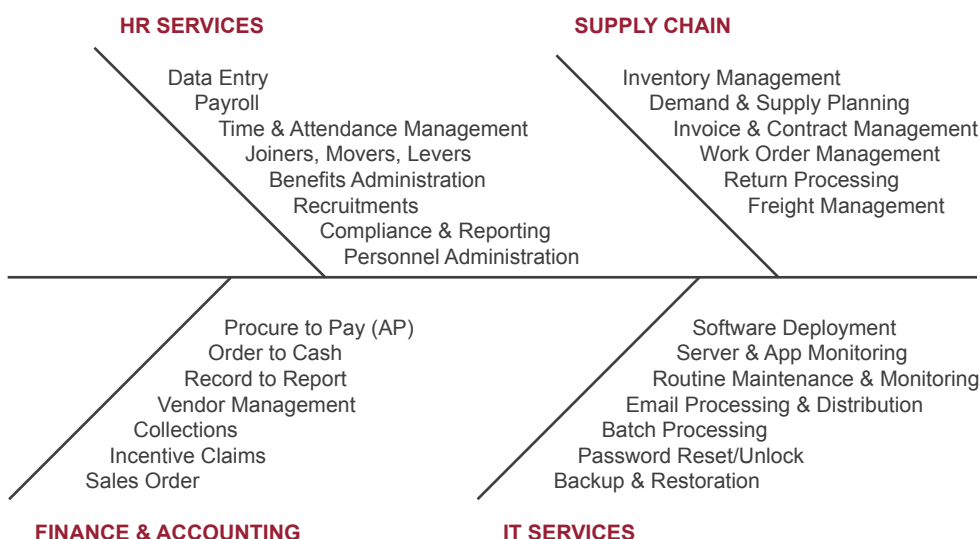 HR SERVICES
Data Entry
Payroll
Time & Attendance Management
Joiners, Movers, Levers
Benefits Administration
Recruitments
Compliance & Reporting
Personnel Administration
SUPPLY CHAIN
Inventory Management
Demand & Supply Planning
Invoice & Contract Management
Work Order Management
Return Processing
Freight Management
Procure to Pay (AP)
Order to Cash
Record to Report
Vendor Management
Collections
Incentive Claims
Sales Order
FINANCE & ACCOUNTING
Software Deployment
Server & App Monitoring
Routine Maintenance & Monitoring
Email Processing & Distribution
Batch Processing
Password Reset/Unlock
Backup & Restoration
IT SERVICES